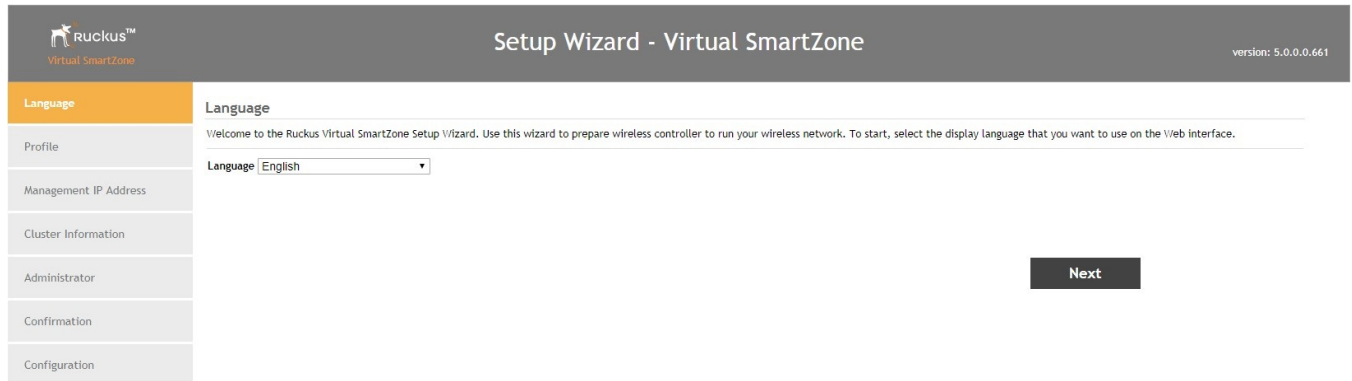 Ruckus™
Virtual SmartZone
Setup Wizard - Virtual SmartZone
version: 5.0.0.0.661
Language
Profile
Management IP Address
Cluster Information
Administrator
Confirmation
Configuration
Language
Welcome to the Ruckus Virtual SmartZone Setup Wizard. Use this wizard to prepare wireless controller to run your wireless network. To start, select the display language that you want to use on the Web interface.
Language English
Next